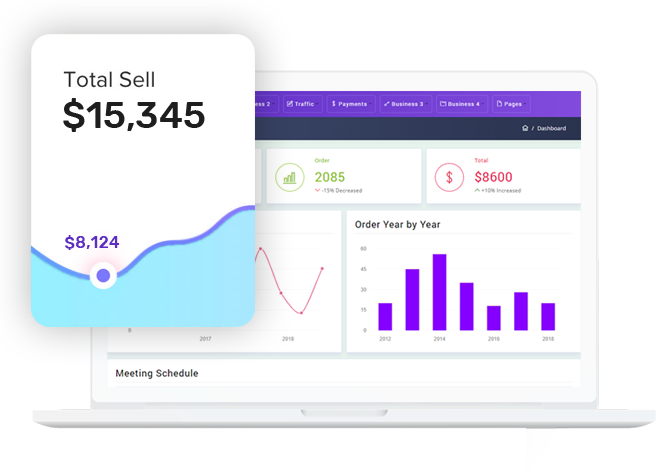 Total Sell
$15,345
$8,124
ess 2
Traffic
$ Payments
Business 3
Business 4
Pages
/ Dashboard
Order
2085
-15% Decreased
$
Total
$8600
+10% Increased
0
2017
2018
Order Year by Year
60
45
30
15
0
2012
2014
2016
2018
Meeting Schedule